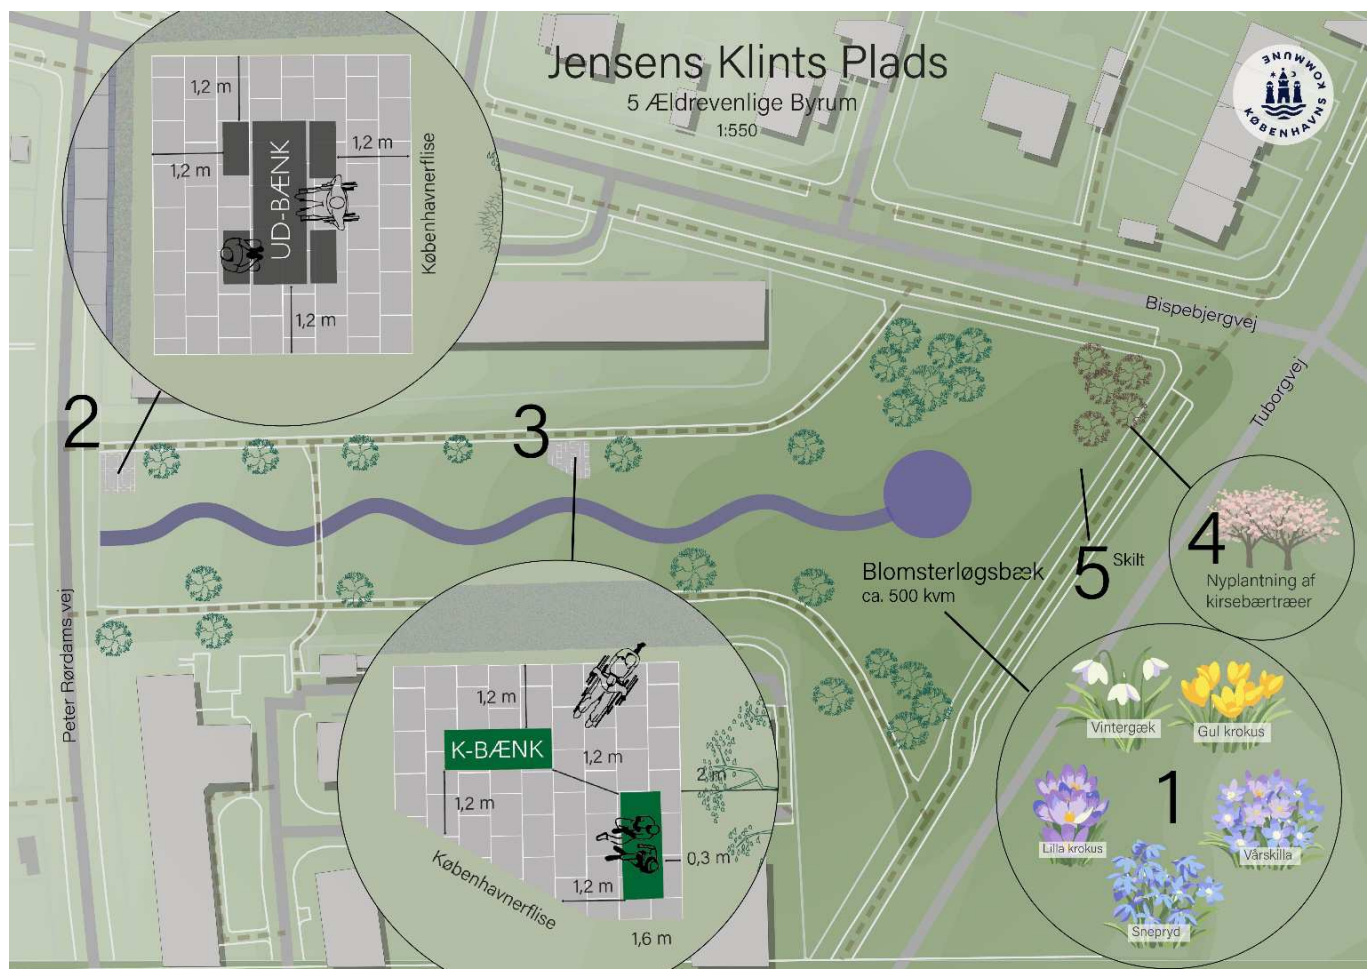 Jensens Klints Plads
5 Ældrevenlige Byrum
1:550
KØBENHAVNS KOMMUNE
1,2 m
1,2 m
1,2 m
UD-BÆNK
1,2 m
Københavnerflise
Bispebjergvej
Tuborgvej
Peter Rørdams vej
2
3
4
Nyplantning af
kirsebærtræer
5 Skilt
Blomsterløgsbæk
ca. 500 kvm
1,2 m
K-BÆNK
1,2 m
1,2 m
2 m
0,3 m
1,2 m
1,6 m
Københavnerflise
Vintergæk
Gul krokus
1
Lilla krokus
Vårskilla
Snepryd